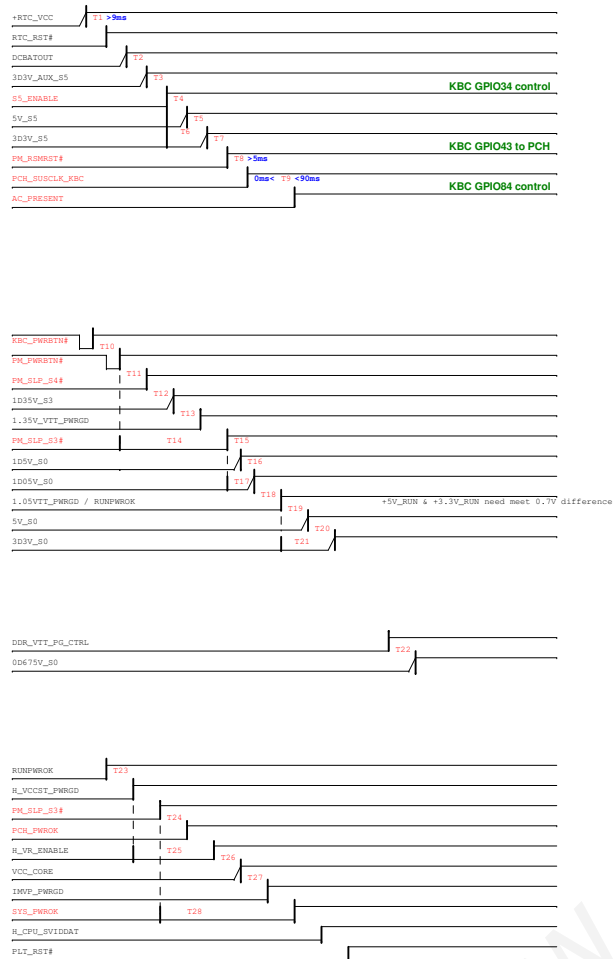 +RTC_VCC T1 >9ms
RTC_RST#
DCBATOUT T2
3D3V_AUX_S5 T3
KBC GPIO34 control
S5_ENABLE T4
5V_S5 T5
T6
3D3V_S5 T7
KBC GPIO43 to PCH
PM_RSMRST# T8 >5ms
PCH_SUSCLK_KBC 0ms< T9 <90ms
KBC GPIO84 control
AC_PRESENT
KBC_PWRBTN# T10
PM_PWRBTN#
T11
PM_SLP_S4#
T12
1D35V_S3
T13
1.35V_VTT_PWRGD
PM_SLP_S3# T14 T15
1D5V_S0 T16
1D05V_S0 T17
T18
1.05VTT_PWRGD / RUNPWROK +5V_RUN & +3.3V_RUN need meet 0.7V difference
T19
5V_S0
T20
3D3V_S0 T21
DDR_VTT_PG_CTRL
T22
0D675V_S0
RUNPWROK T23
H_VCCST_PWRGD
PM_SLP_S3#
T24
PCH_PWROK
H_VR_ENABLE T25
T26
VCC_CORE
T27
IMVP_PWRGD
SYS_PWROK T28
H_CPU_SVIDDAT
PLT_RST#